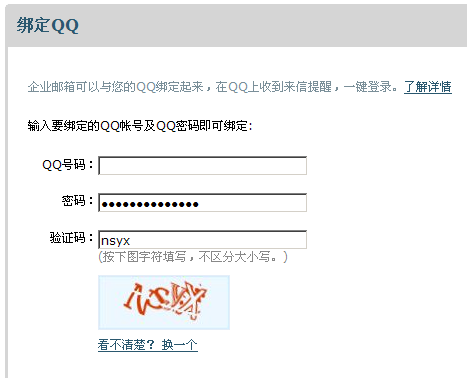 绑定QQ
企业邮箱可以与您的QQ绑定起来，在QQ上收到来信提醒，一键登录。了解详情
输入要绑定的QQ帐号及QQ密码即可绑定：
QQ号码：
密码：●●●●●●●●●●●●●●
验证码：nsyx
(按下图字符填写，不区分大小写。)
看不清楚？换一个